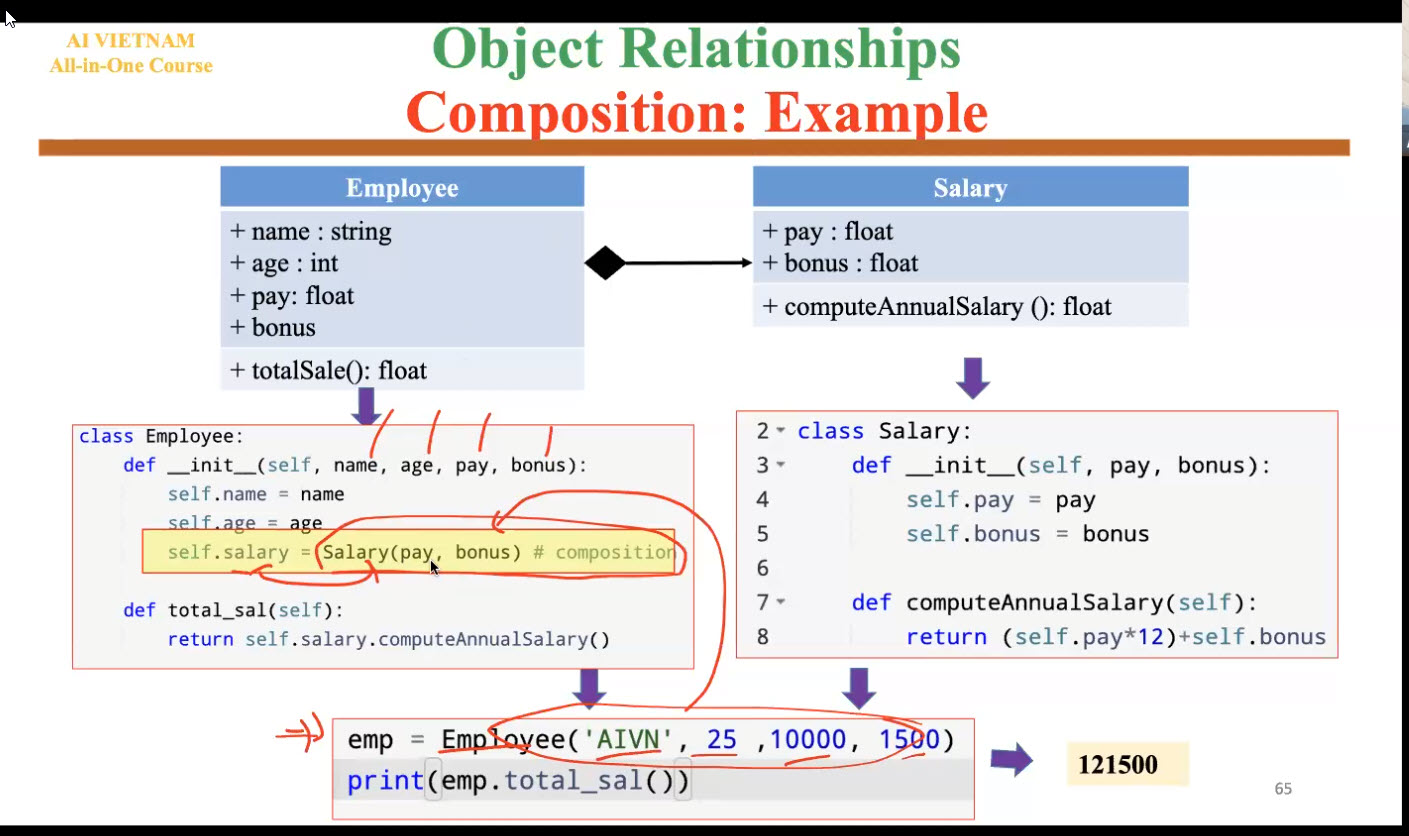 AI VIETNAM
All-in-One Course
Object Relationships
Composition: Example
Employee
+ name : string
+ age : int
+ pay: float
+ bonus
+ totalSale(): float
Salary
+ pay : float
+ bonus : float
+ computeAnnualSalary (): float
class Employee:
def __init__(self, name, age, pay, bonus):
self.name = name
self.age = age
self.salary = Salary(pay, bonus) # composition
def total_sal(self):
return self.salary.computeAnnualSalary()
2 class Salary:
3 def __init__(self, pay, bonus):
4 self.pay = pay
5 self.bonus = bonus
6
7 def computeAnnualSalary(self):
8 return (self.pay*12)+self.bonus
emp = Employee('AIVN', 25 ,10000, 1500)
print(emp.total_sal())
121500
65